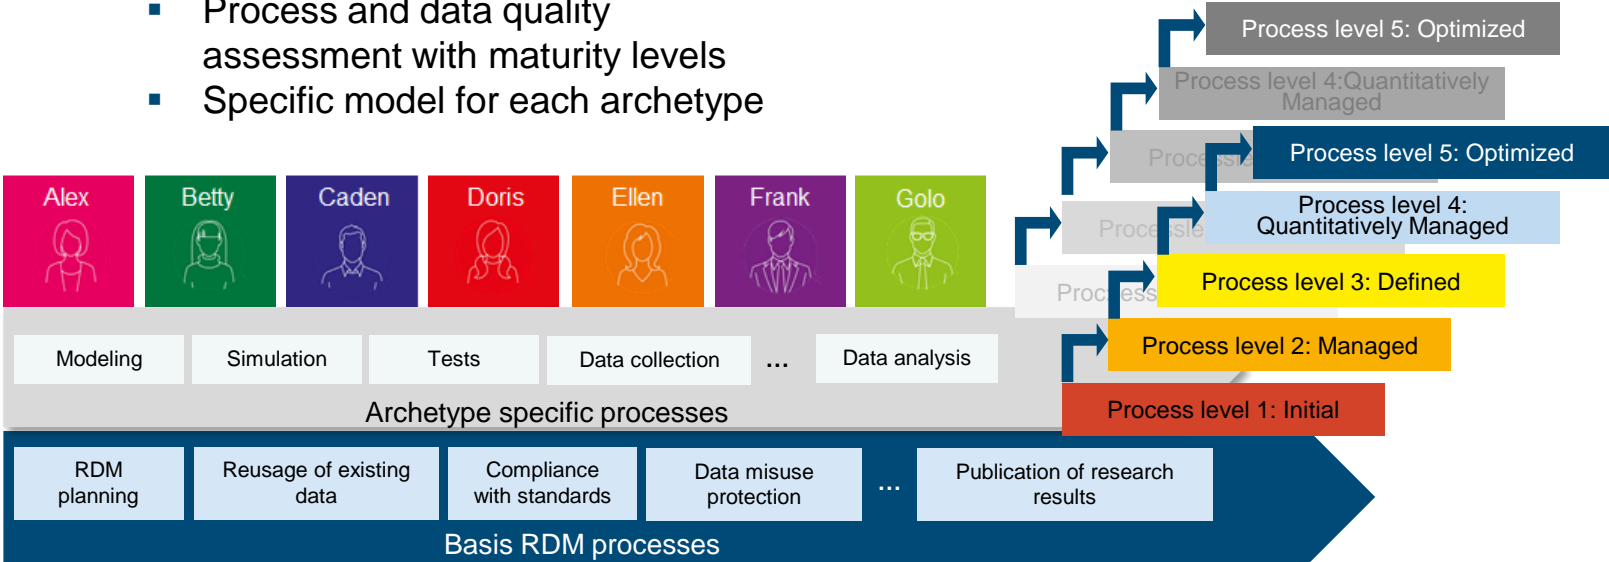 Process and data quality
assessment with maturity levels
Specific model for each archetype
Process level 5: Optimized
Process level 4:Quantitatively
Managed
Process level 5: Optimized
Process level 4:
Quantitatively Managed
Process level 3: Defined
Process level 2: Managed
Process level 1: Initial
Alex
Betty
Caden
Doris
Ellen
Frank
Golo
Modeling
Simulation
Tests
Data collection
...
Data analysis
Archetype specific processes
RDM
planning
Reusage of existing
data
Compliance
with standards
Data misuse
protection
...
Publication of research
results
Basis RDM processes